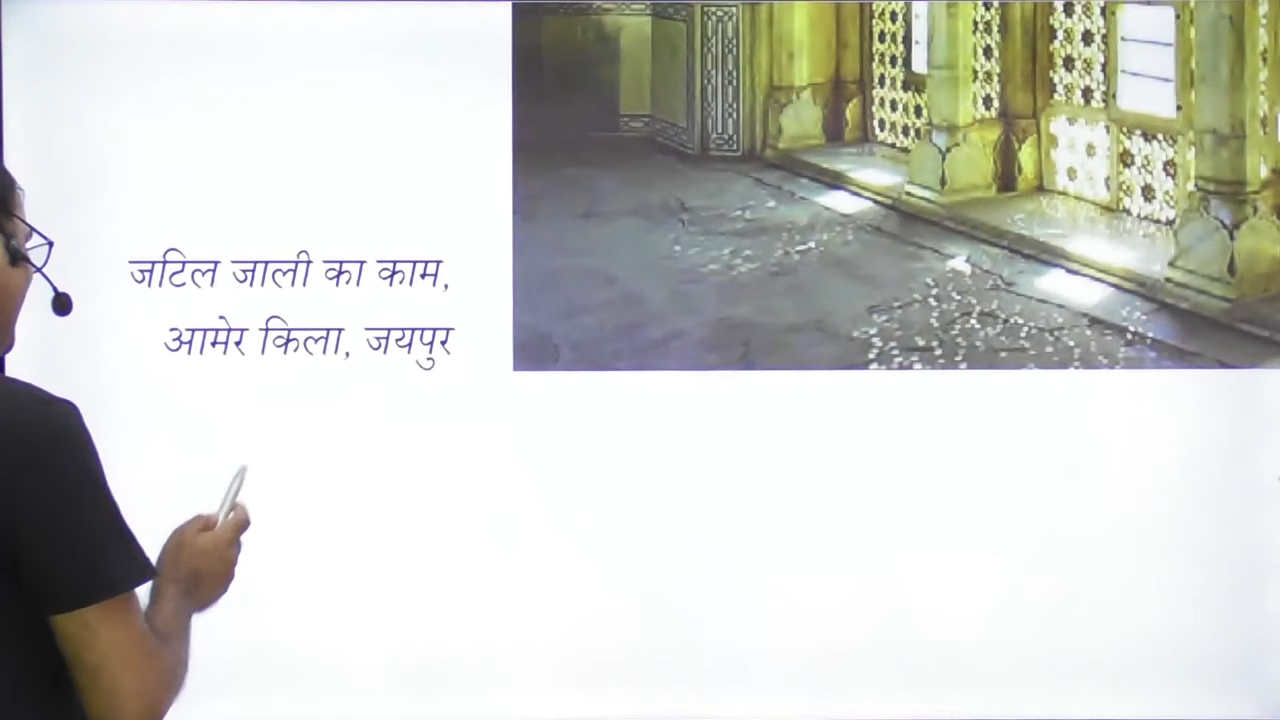 जटिल जाली का काम,
आमेर किला, जयपुर